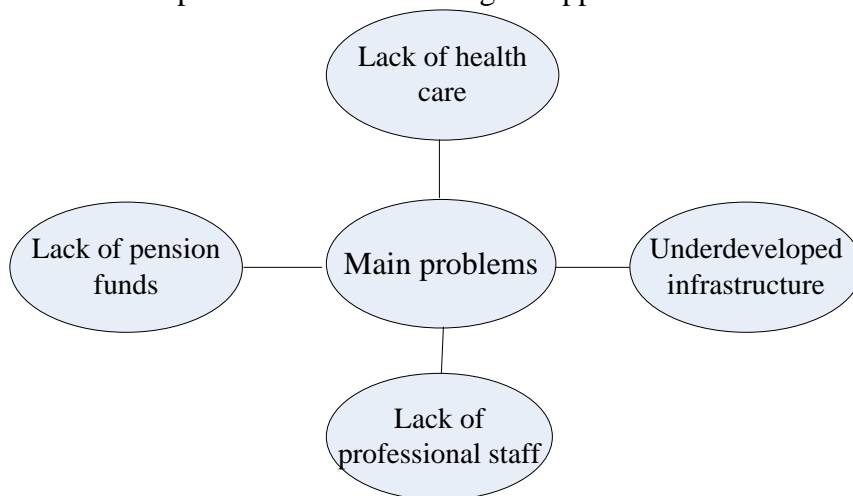 Lack of health
care
Lack of pension
funds
Main problems
Underdeveloped
infrastructure
Lack of
professional staff